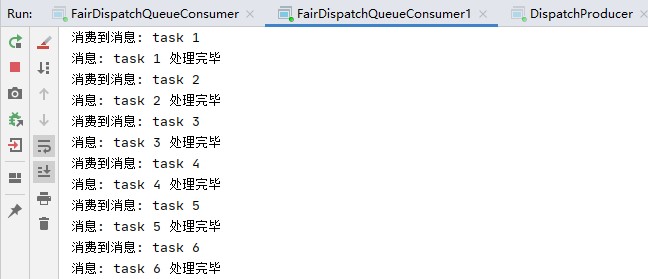 Run: FairDispatchQueueConsumer × FairDispatchQueueConsumer1 × DispatchProducer ×
消费到消息: task 1
消息: task 1 处理完毕
消费到消息: task 2
消息: task 2 处理完毕
消费到消息: task 3
消息: task 3 处理完毕
消费到消息: task 4
消息: task 4 处理完毕
消费到消息: task 5
消息: task 5 处理完毕
消费到消息: task 6
消息: task 6 处理完毕